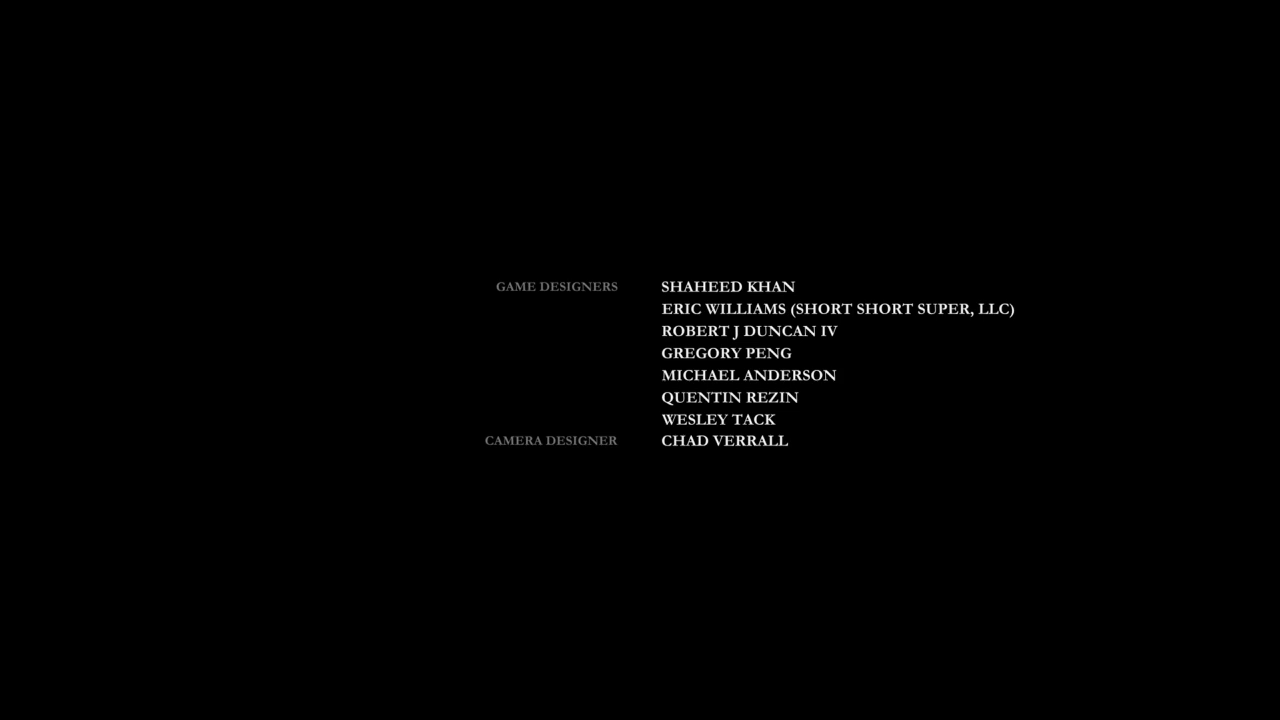 GAME DESIGNERS SHAHEED KHAN
ERIC WILLIAMS (SHORT SHORT SUPER, LLC)
ROBERT J DUNCAN IV
GREGORY PENG
MICHAEL ANDERSON
QUENTIN REZIN
WESLEY TACK
CAMERA DESIGNER CHAD VERRALL